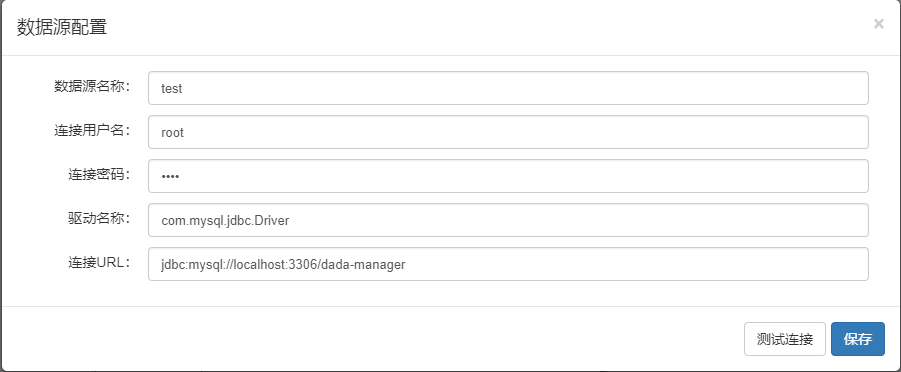 数据源配置 ×
数据源名称： test
连接用户名： root
连接密码： ••••
驱动名称： com.mysql.jdbc.Driver
连接URL： jdbc:mysql://localhost:3306/dada-manager
测试连接 保存